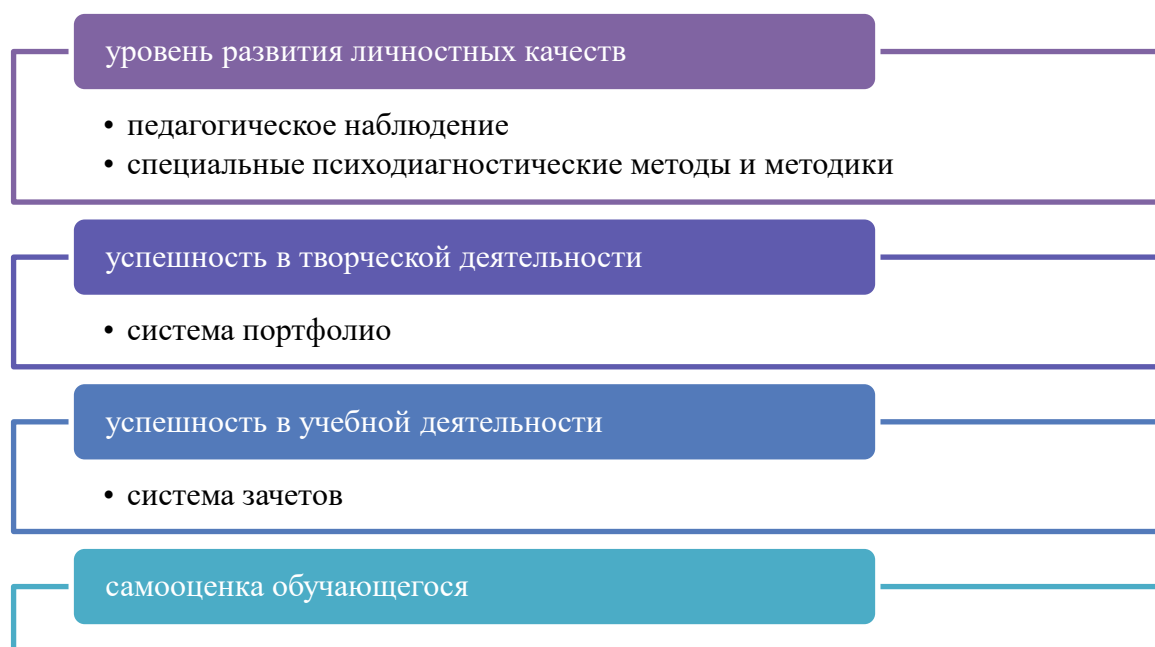 уровень развития личностных качеств
• педагогическое наблюдение
• специальные психодиагностические методы и методики
успешность в творческой деятельности
• система портфолио
успешность в учебной деятельности
• система зачетов
самооценка обучающегося